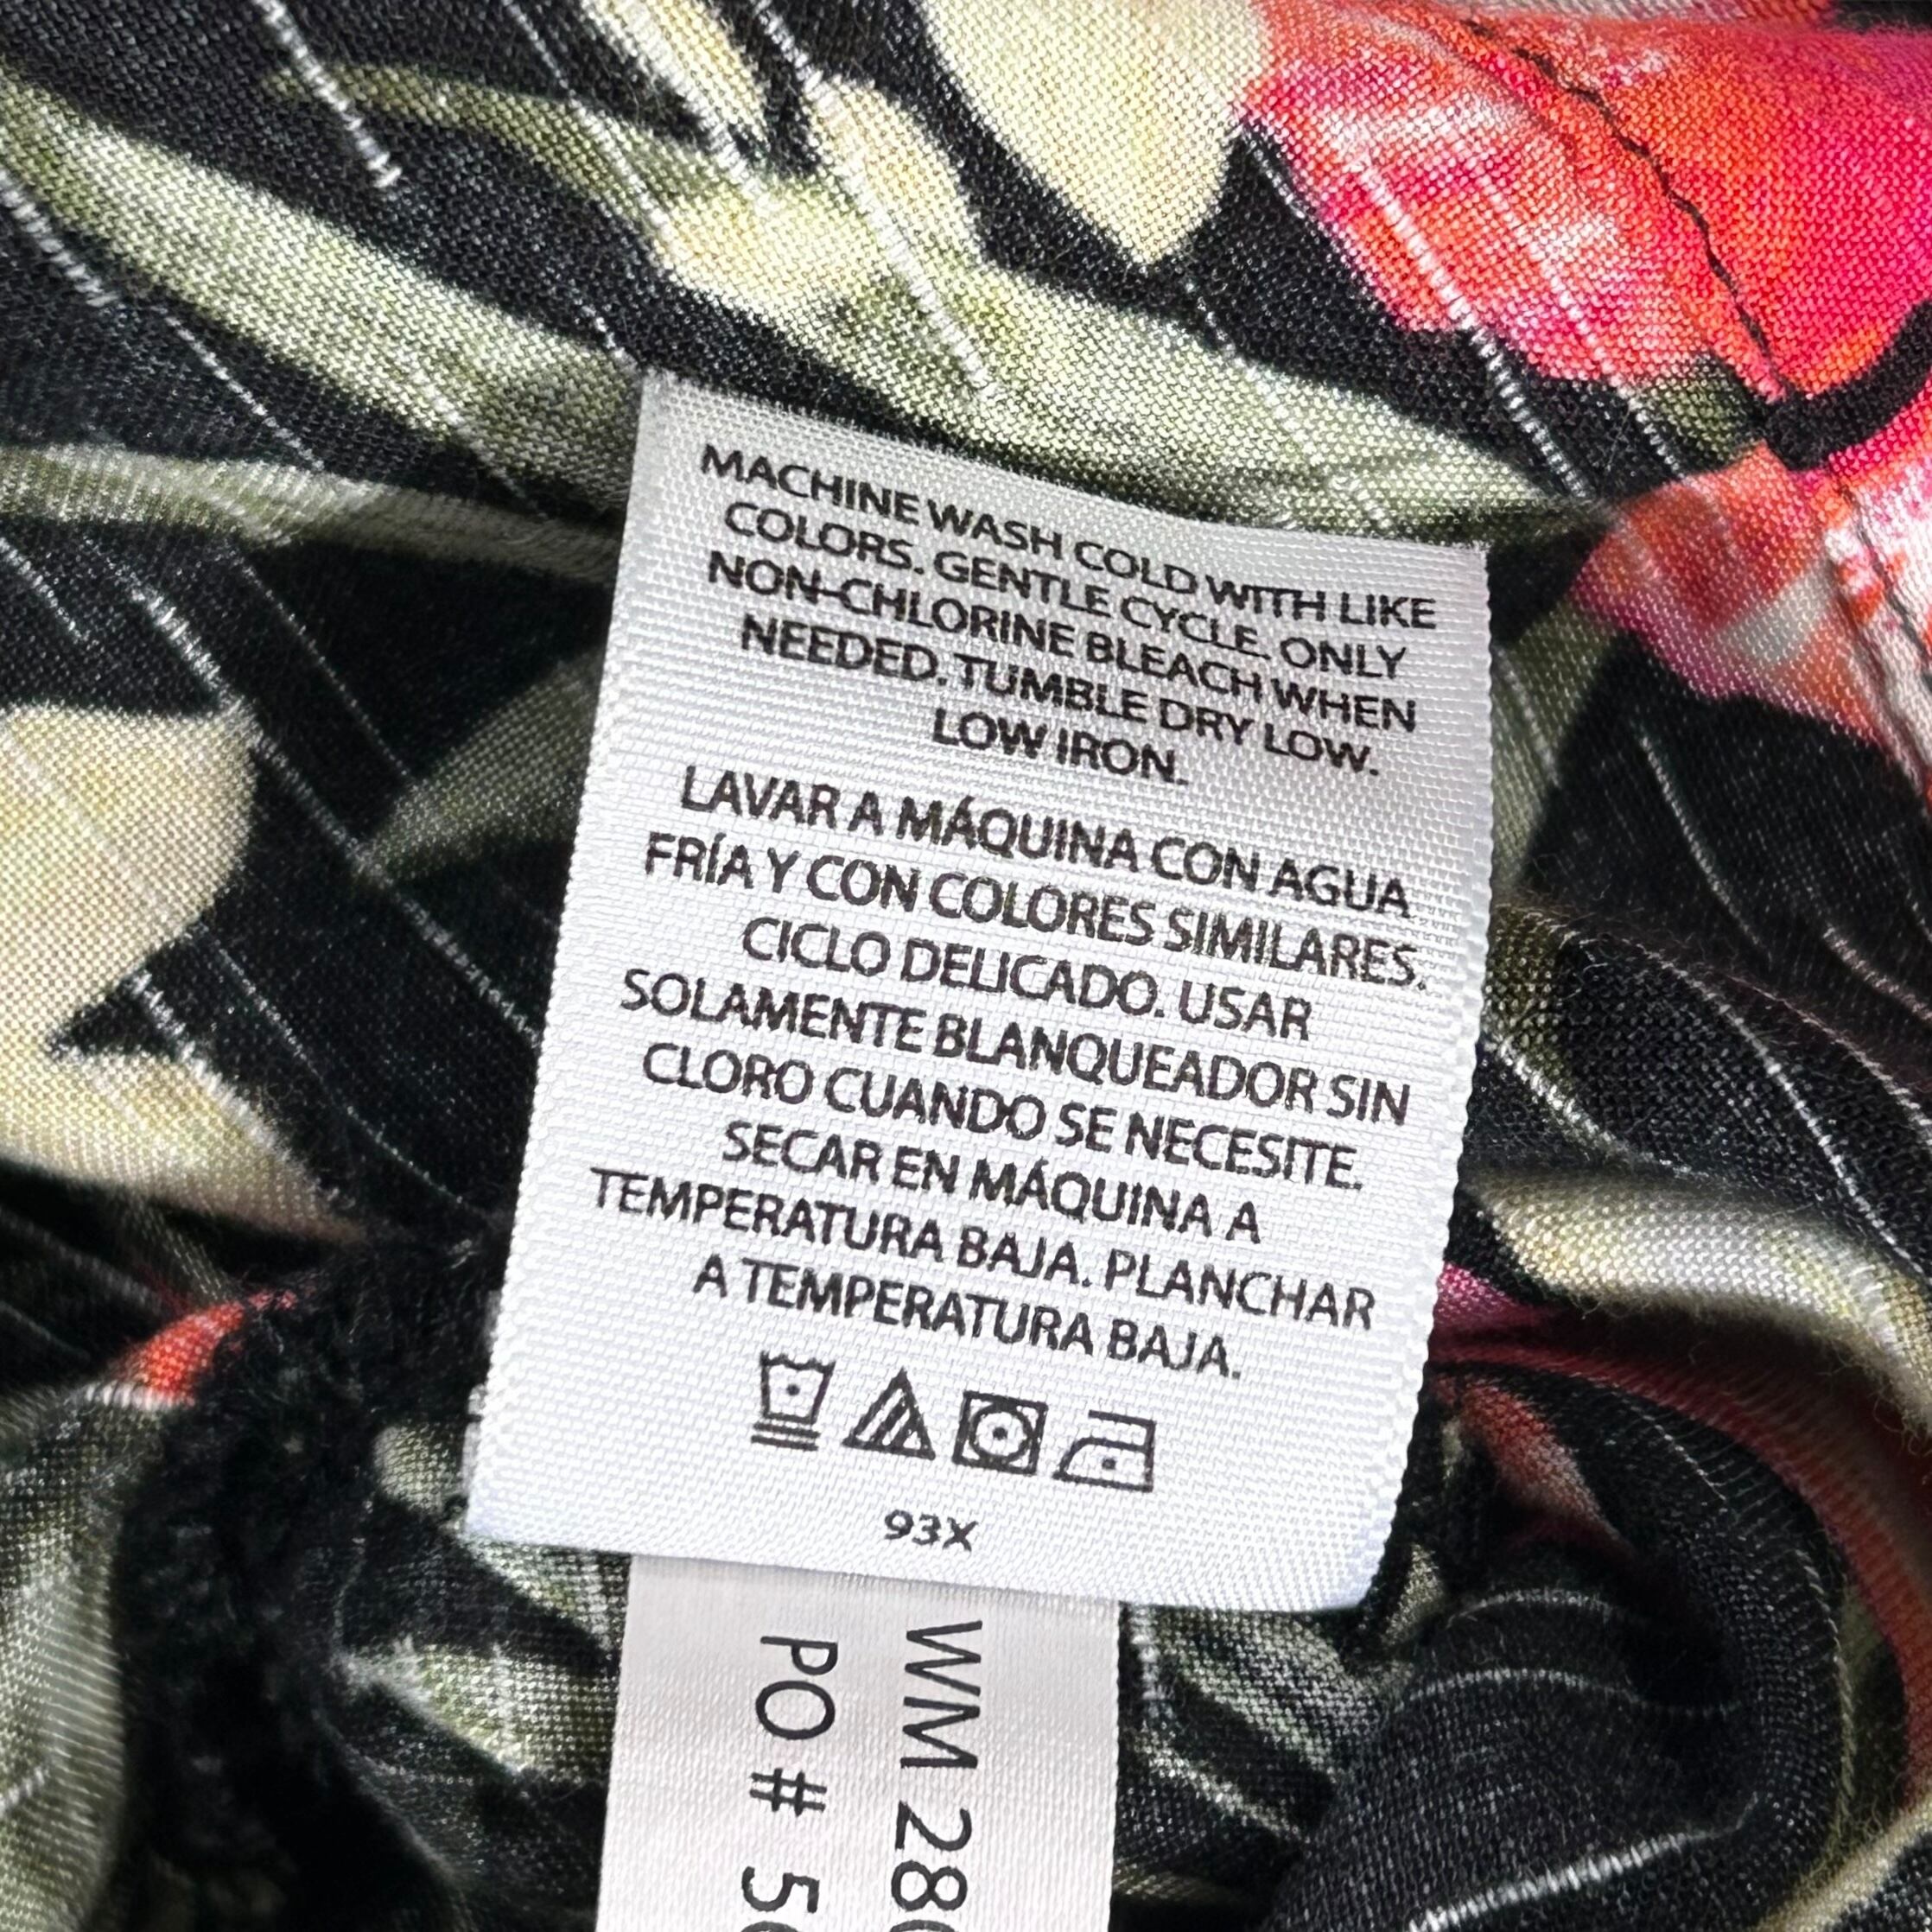 MACHINE WASH COLD WITH LIKE
COLORS. GENTLE CYCLE. ONLY
NON-CHLORINE BLEACH WHEN
NEEDED. TUMBLE DRY LOW.
LOW IRON.
LAVAR A MÁQUINA CON AGUA
FRÍA Y CON COLORES SIMILARES.
CICLO DELICADO. USAR
SOLAMENTE BLANQUEADOR SIN
CLORO CUANDO SE NECESITE.
SECAR EN MÁQUINA A
TEMPERATURA BAJA. PLANCHAR
A TEMPERATURA BAJA.
93X
WM 28
PO # 5